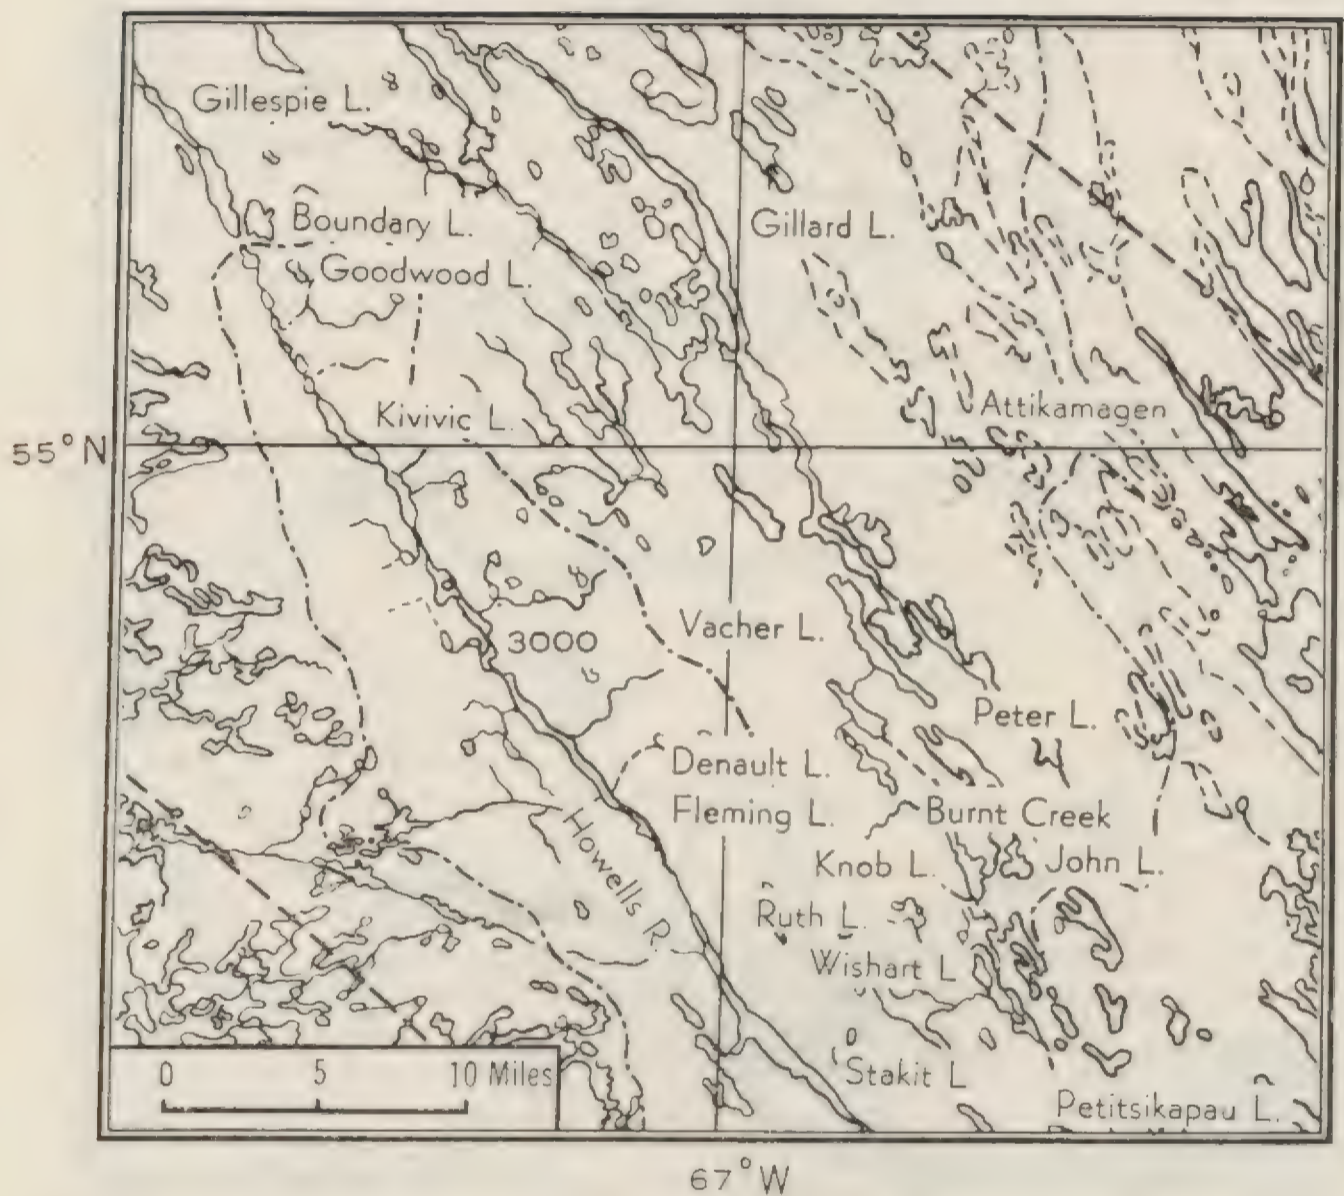 Gillespie L.
Boundary L.
Gillard L.
Goodwood L.
Kivivic L.
Attikamagen
55°N
3000
Vacher L.
Peter L.
Denault L.
Fleming L.
Burnt Creek
Howells R.
Knob L.
John L.
Ruth L.
Wishart L
Stakit L
0 5 10 Miles
Petitsikapau L.
67°W